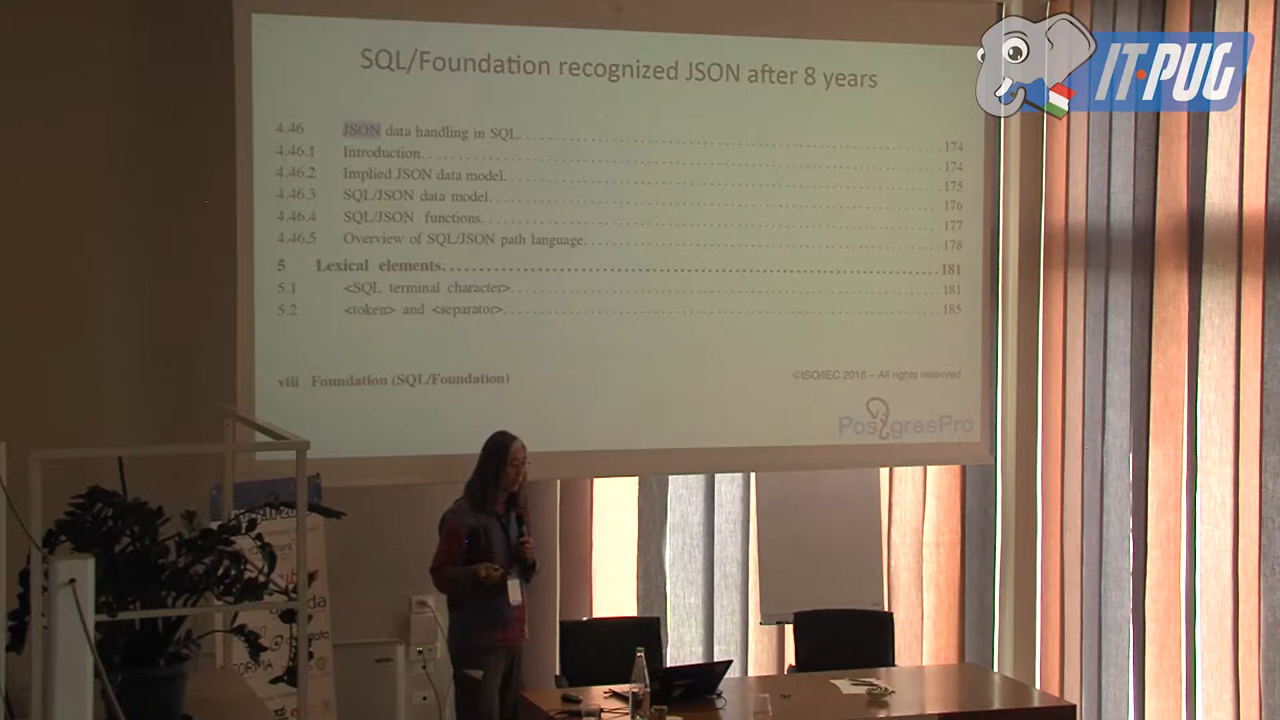 SQL/Foundation recognized JSON after 8 years
IT·PUG
4.46 JSON data handling in SQL. 174
4.46.1 Introduction. 174
4.46.2 Implied JSON data model. 175
4.46.3 SQL/JSON data model. 176
4.46.4 SQL/JSON functions. 177
4.46.5 Overview of SQL/JSON path language. 178
5 Lexical elements. 181
5.1 <SQL terminal character>. 181
5.2 <token> and <separator>. 185
viii Foundation (SQL/Foundation) ©ISO/IEC 2016 – All rights reserved
PostgresPro